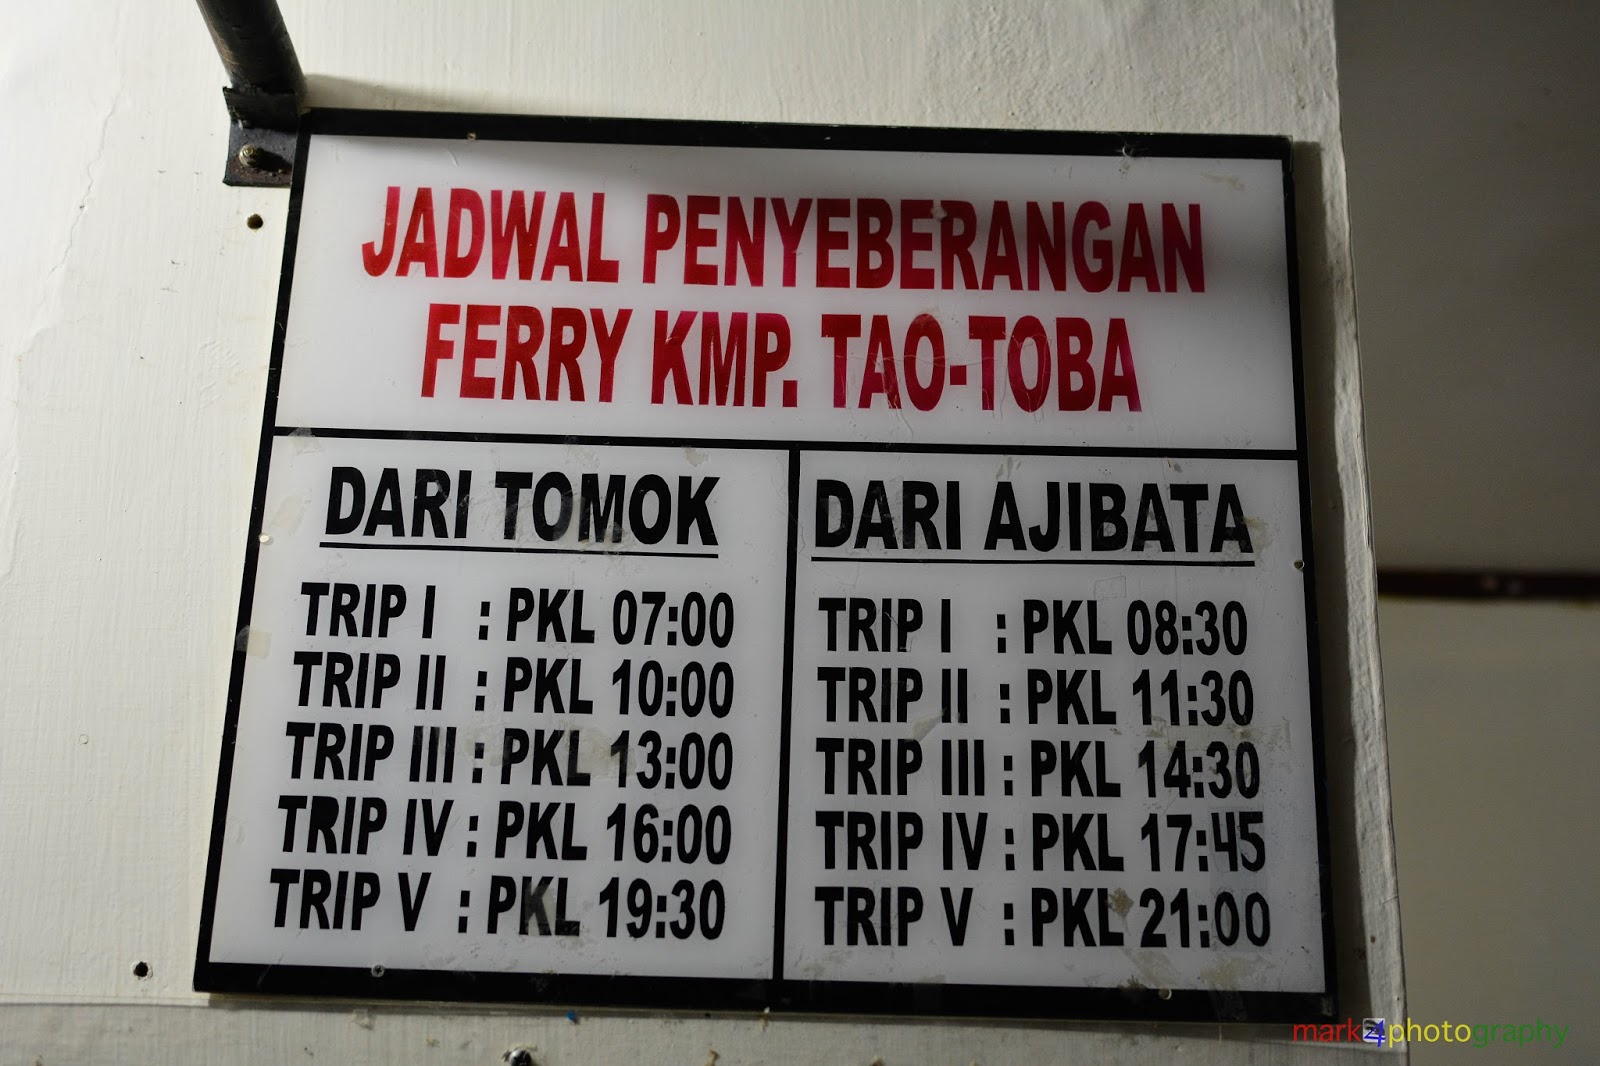 JADWAL PENYEBERANGAN
FERRY KMP. TAO-TOBA
DARI TOMOK
TRIP I : PKL 07:00
TRIP II : PKL 10:00
TRIP III : PKL 13:00
TRIP IV : PKL 16:00
TRIP V : PKL 19:30
DARI AJIBATA
TRIP I : PKL 08:30
TRIP II : PKL 11:30
TRIP III : PKL 14:30
TRIP IV : PKL 17:45
TRIP V : PKL 21:00
mark4photography